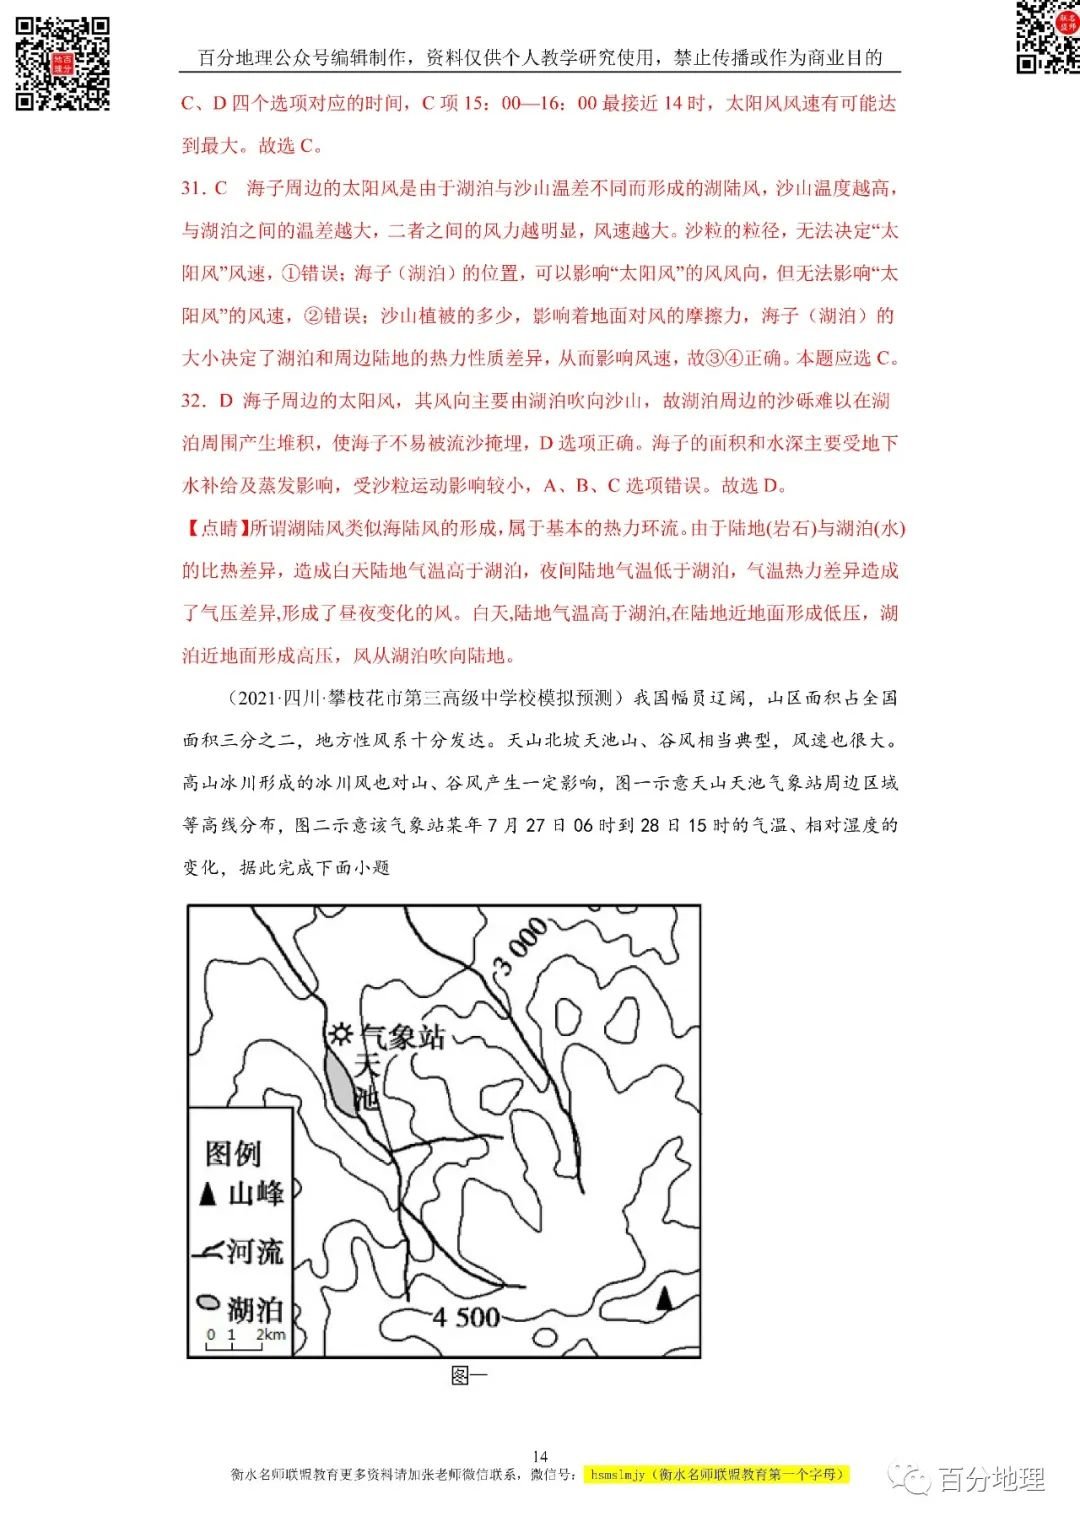 百分地理公众号编辑制作，资料仅供个人教学研究使用，禁止传播或作为商业目的
C、D 四个选项对应的时间，C 项 15：00—16：00 最接近 14 时，太阳风风速有可能达
到最大。故选 C。
31．C 海子周边的太阳风是由于湖泊与沙山温差不同而形成的湖陆风，沙山温度越高，
与湖泊之间的温差越大，二者之间的风力越明显，风速越大。沙粒的粒径，无法决定“太
阳风”风速，①错误；海子（湖泊）的位置，可以影响“太阳风”的风风向，但无法影响“太
阳风”的风速，②错误；沙山植被的多少，影响着地面对风的摩擦力，海子（湖泊）的
大小决定了湖泊和周边陆地的热力性质差异，从而影响风速，故③④正确。本题应选 C。
32．D 海子周边的太阳风，其风向主要由湖泊吹向沙山，故湖泊周边的沙砾难以在湖
泊周围产生堆积，使海子不易被流沙掩埋，D 选项正确。海子的面积和水深主要受地下
水补给及蒸发影响，受沙粒运动影响较小，A、B、C 选项错误。故选 D。
【点睛】所谓湖陆风类似海陆风的形成，属于基本的热力环流。由于陆地(岩石)与湖泊(水)
的比热差异，造成白天陆地气温高于湖泊，夜间陆地气温低于湖泊，气温热力差异造成
了气压差异,形成了昼夜变化的风。白天,陆地气温高于湖泊,在陆地近地面形成低压，湖
泊近地面形成高压，风从湖泊吹向陆地。
（2021·四川·攀枝花市第三高级中学校模拟预测）我国幅员辽阔，山区面积占全国
面积三分之二，地方性风系十分发达。天山北坡天池山、谷风相当典型，风速也很大。
高山冰川形成的冰川风也对山、谷风产生一定影响，图一示意天山天池气象站周边区域
等高线分布，图二示意该气象站某年 7 月 27 日 06 时到 28 日 15 时的气温、相对湿度的
变化，据此完成下面小题
3 000
气象站
天
池
图例
山峰
河流
湖泊
0 1 2km
4 500
图一
14
衡水名师联盟教育更多资料请加张老师微信联系，微信号： hsmslmjy（衡水名师联盟教育第一个字母）
百分地理